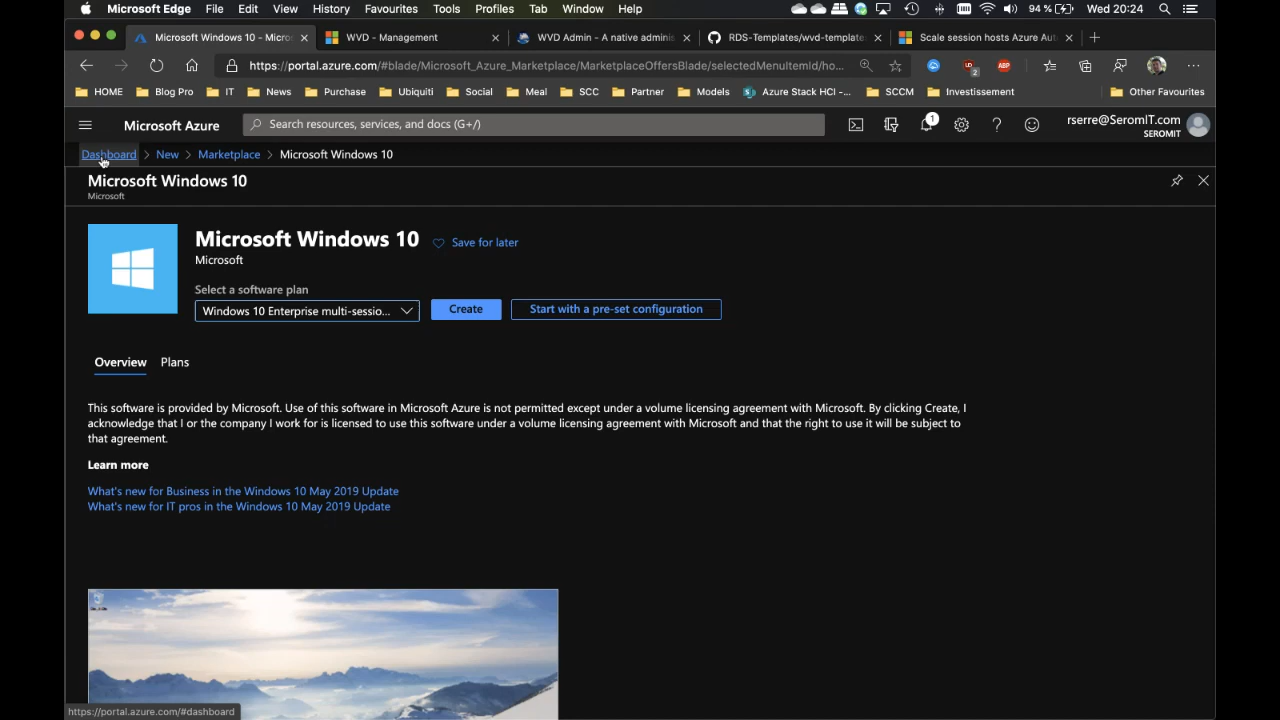 Microsoft Edge File Edit View History Favourites Tools Profiles Tab Window Help 94 % Wed 20:24
Microsoft Windows 10 - Micros WVD - Management WVD Admin - A native adminis RDS-Templates/wvd-template Scale session hosts Azure Aut
https://portal.azure.com/#blade/Microsoft_Azure_Marketplace/MarketplaceOffersBlade/selectedMenuItemId/ho... 2 ABP
HOME Blog Pro IT News Purchase Ubiquiti Social Meal SCC Partner Models Azure Stack HCI -... SCCM Investissement Other Favourites
Microsoft Azure Search resources, services, and docs (G+/) 1 rserre@SeromIT.com
SEROMIT
Dashboard > New > Marketplace > Microsoft Windows 10
Microsoft Windows 10
Microsoft
Microsoft Windows 10 Save for later
Microsoft
Select a software plan
Windows 10 Enterprise multi-sessio... Create Start with a pre-set configuration
Overview Plans
This software is provided by Microsoft. Use of this software in Microsoft Azure is not permitted except under a volume licensing agreement with Microsoft. By clicking Create, I
acknowledge that I or the company I work for is licensed to use this software under a volume licensing agreement with Microsoft and that the right to use it will be subject to
that agreement.
Learn more
What's new for Business in the Windows 10 May 2019 Update
What's new for IT pros in the Windows 10 May 2019 Update
https://portal.azure.com/#dashboard